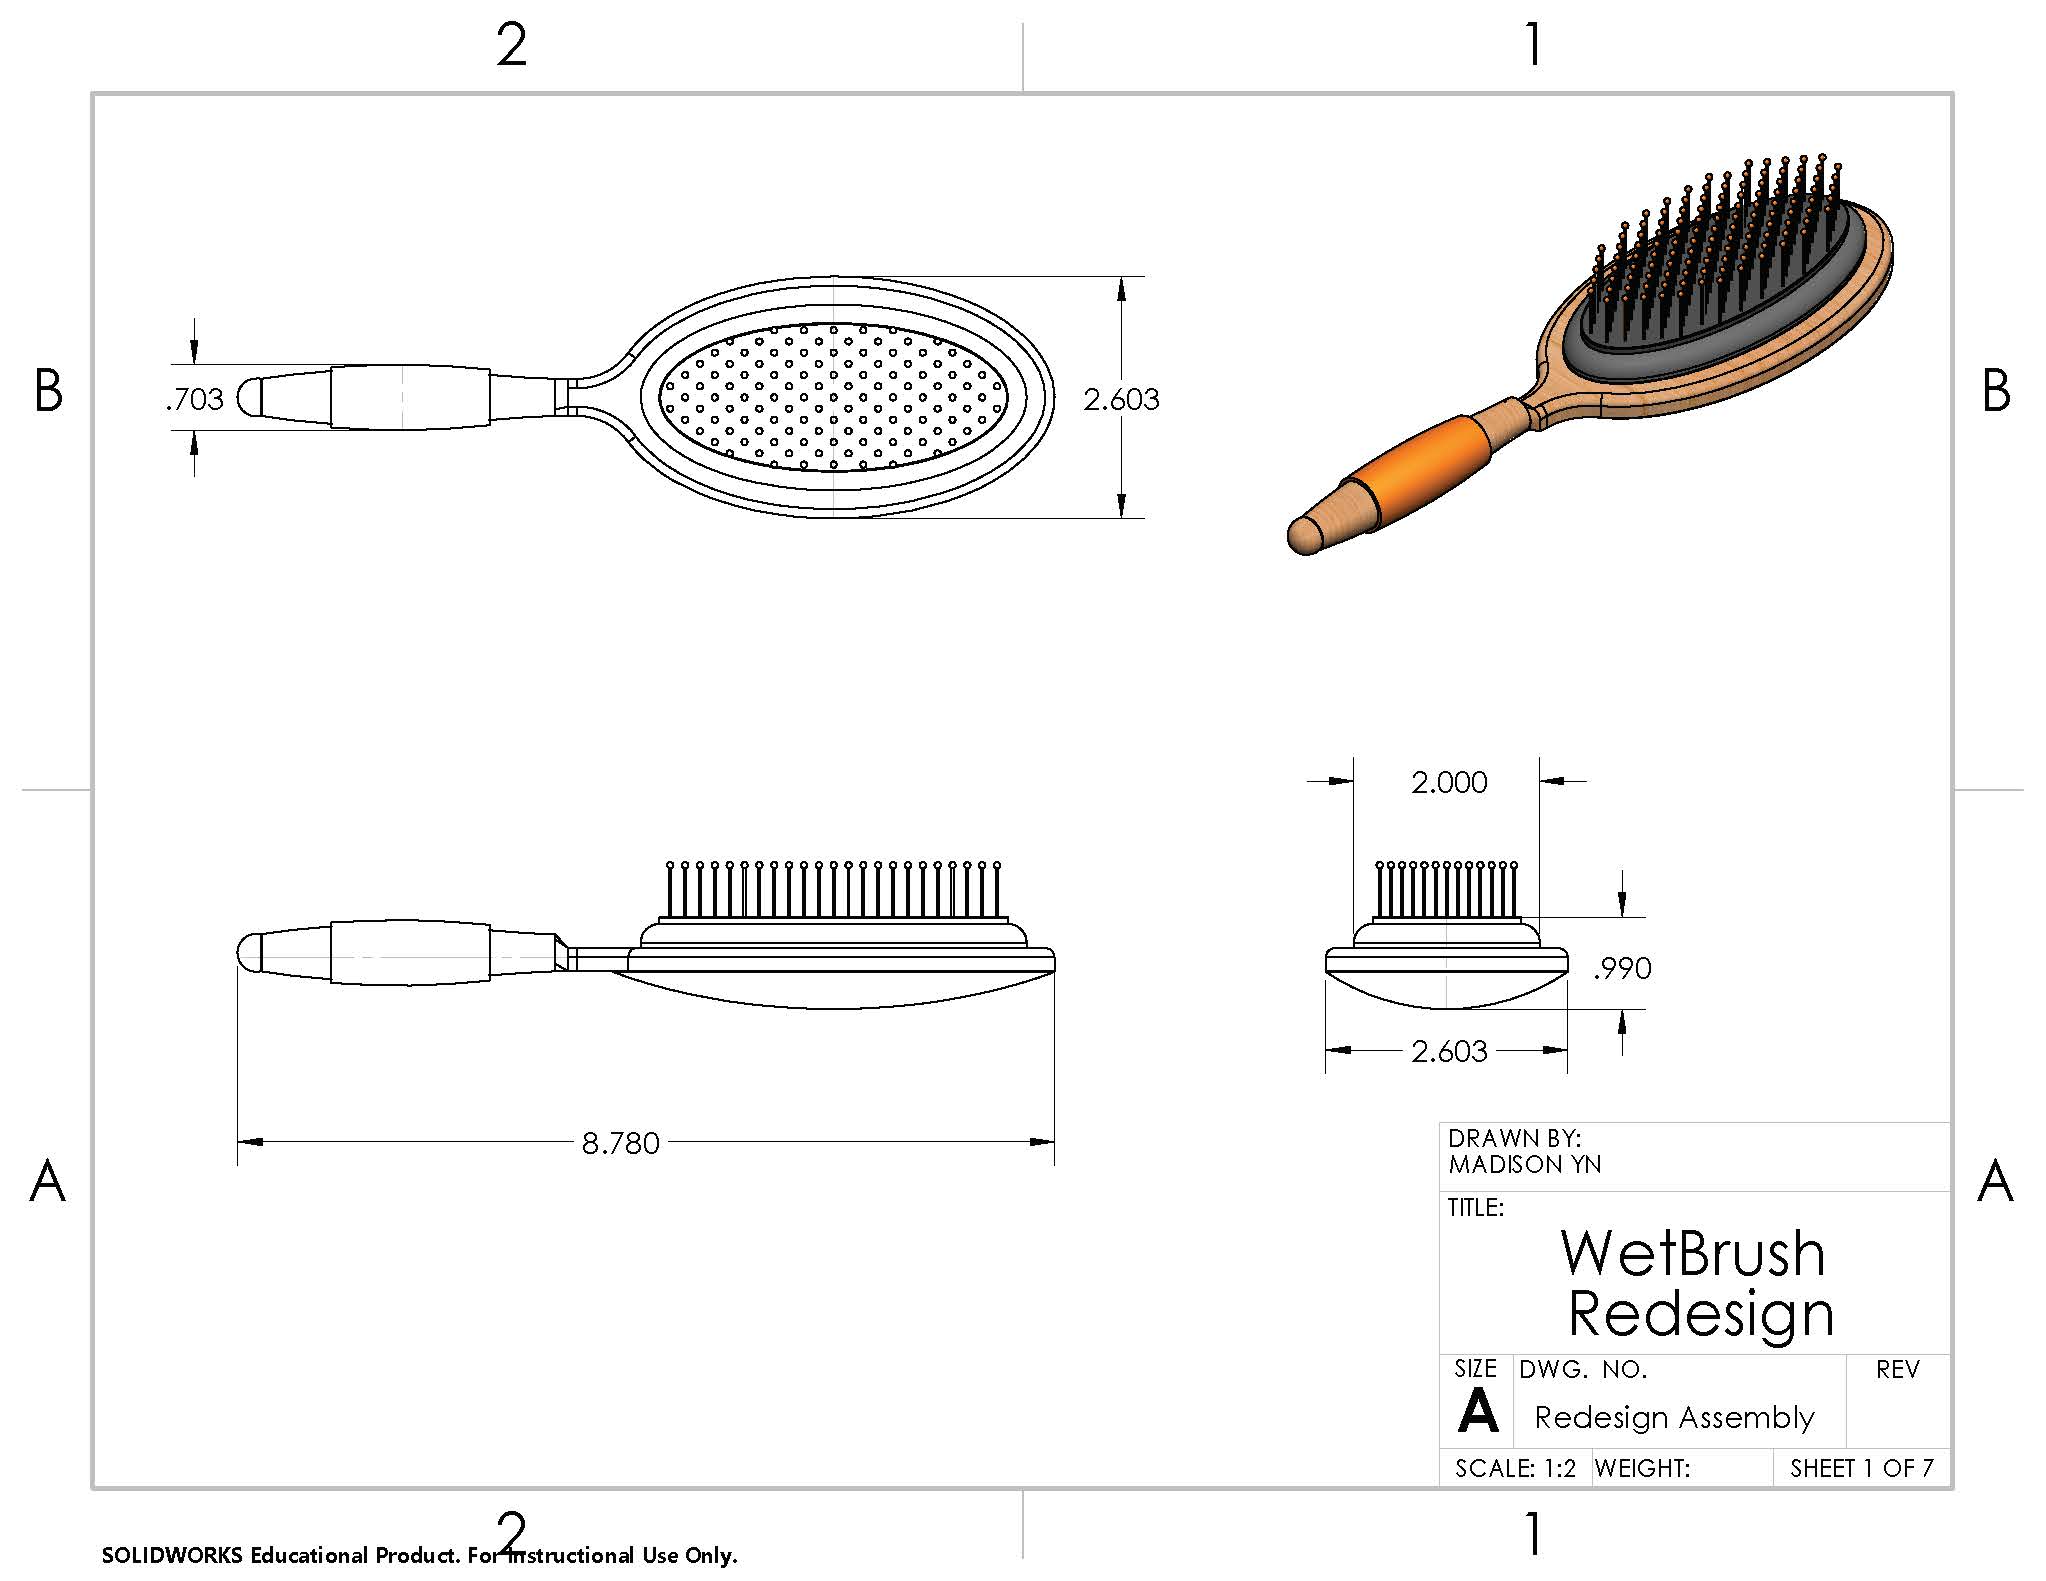 2
1
B
B
.703
2.603
2.000
.990
2.603
8.780
A
A
DRAWN BY:
MADISON YN
TITLE:
WetBrush
Redesign
SIZE
A
DWG. NO.
Redesign Assembly
REV
SCALE: 1:2
WEIGHT:
SHEET 1 OF 7
2
1
SOLIDWORKS Educational Product. For Instructional Use Only.